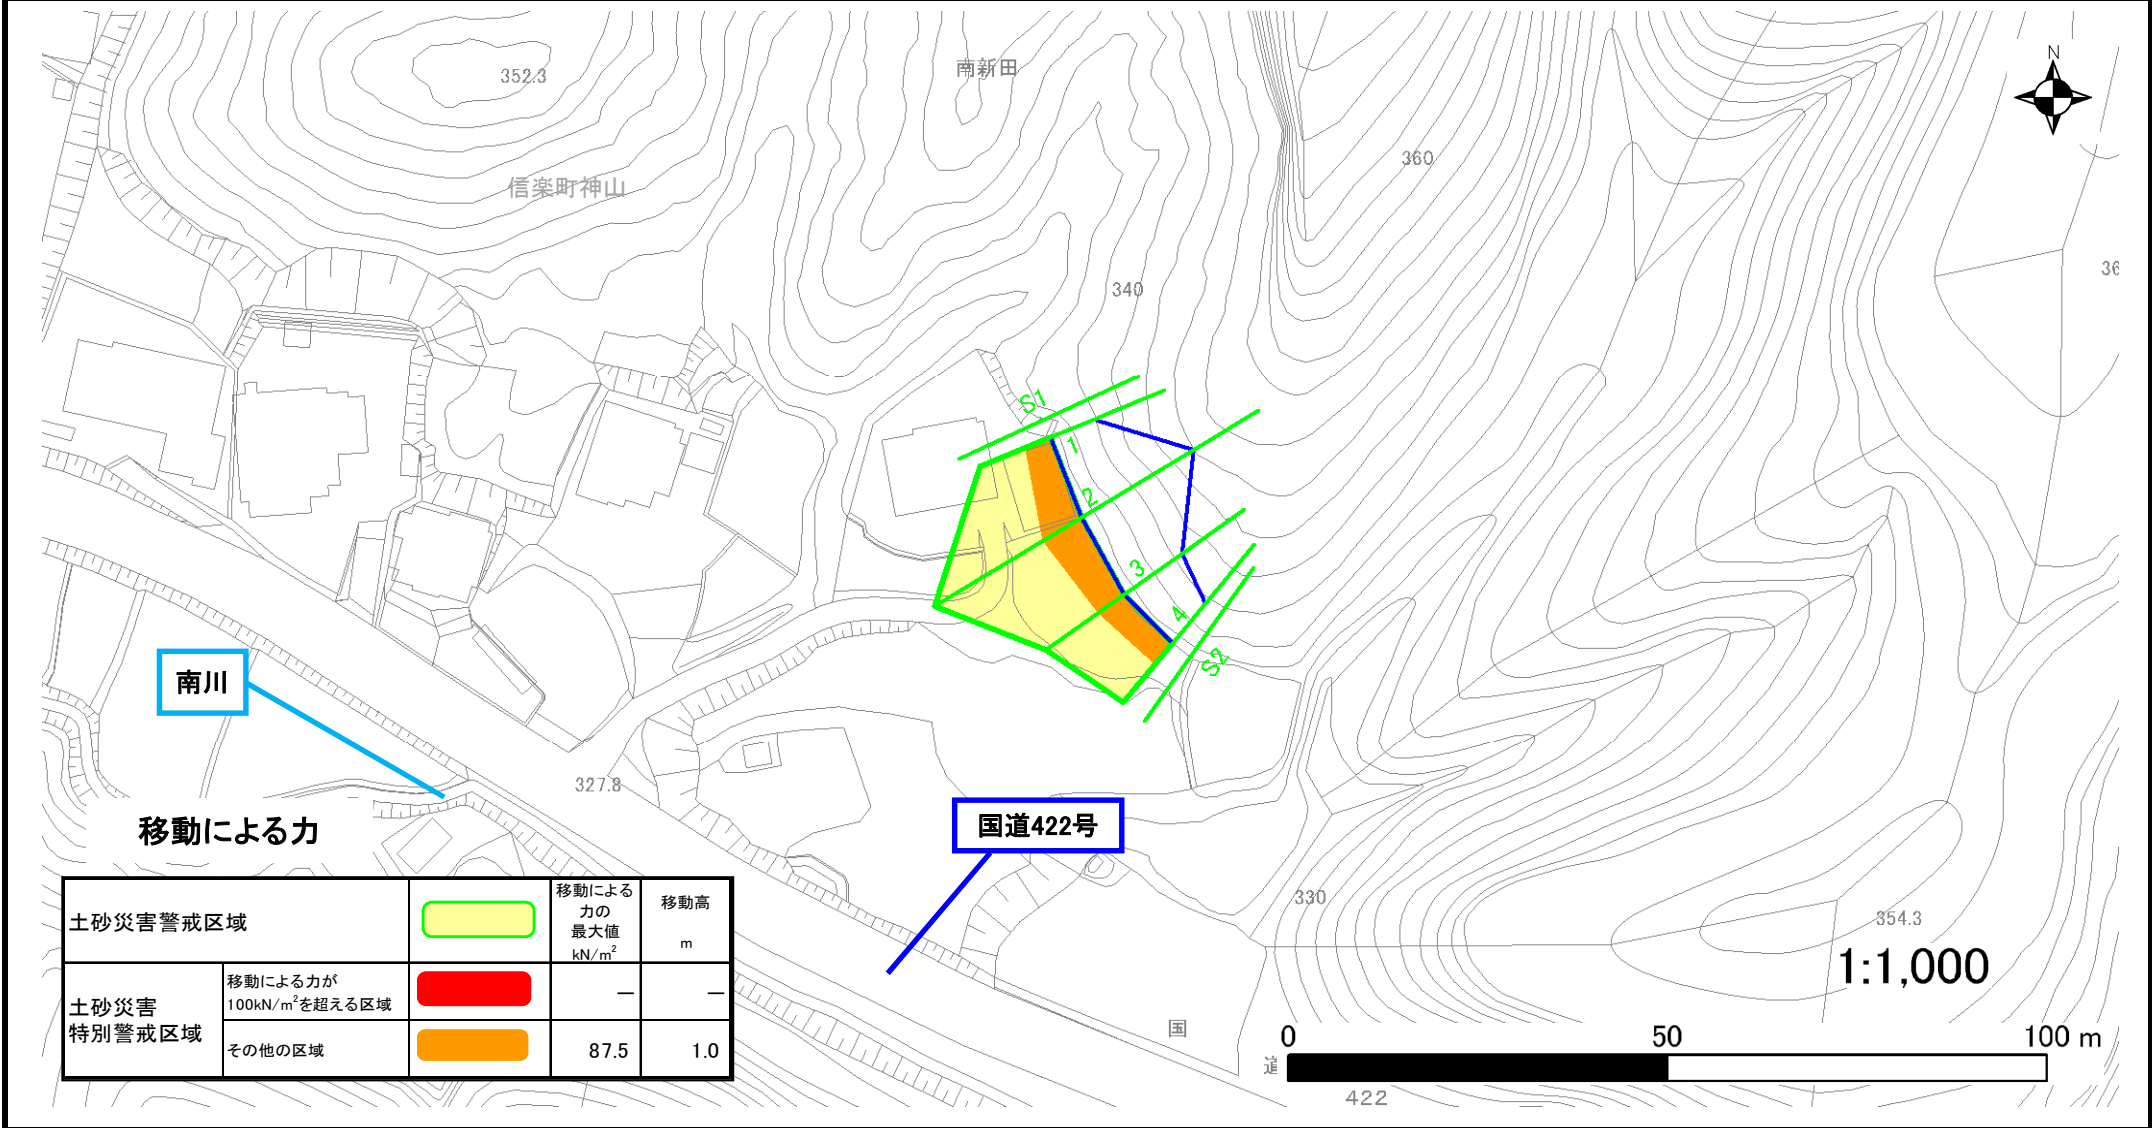 N
352.3
南新田
信楽町神山
360
36
340
S1
1
2
3
4
S2
南川
327.8
国道422号
330
354.3
移動による力
土砂災害警戒区域
移動による
力の
最大値
kN/m²
移動高
m
土砂災害
特別警戒区域
移動による力が
100kN/m²を超える区域
―
―
その他の区域
87.5
1.0
1:1,000
0
50
100 m
国
道
422